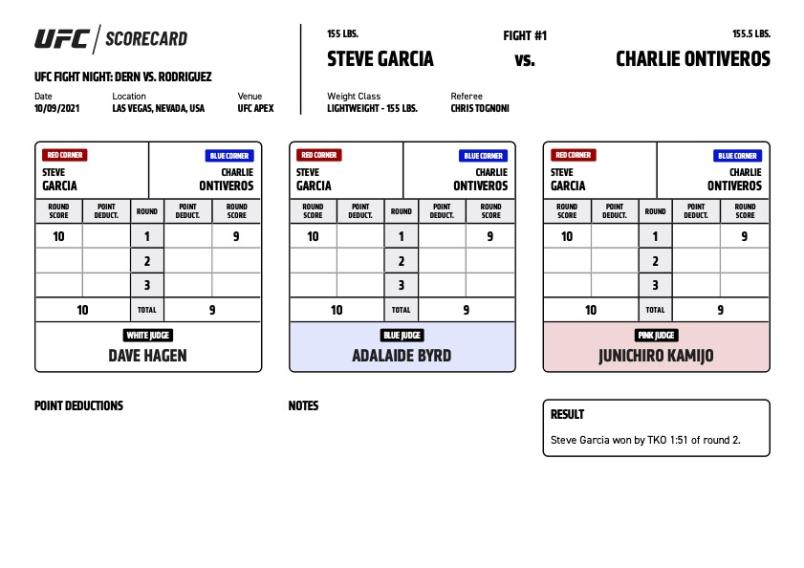 UFC / SCORECARD
UFC FIGHT NIGHT: DERN VS. RODRIGUEZ
Date Location Venue
10/09/2021 LAS VEGAS, NEVADA, USA UFC APEX
155 LBS. FIGHT #1 155.5 LBS.
STEVE GARCIA VS. CHARLIE ONTIVEROS
Weight Class Referee
LIGHTWEIGHT - 155 LBS. CHRIS TOGNONI
RED CORNER BLUE CORNER
STEVE CHARLIE
GARCIA ONTIVEROS
ROUND POINT ROUND POINT ROUND
SCORE DEDUCT. DEDUCT. SCORE
10 1 9
2
3
10 TOTAL 9
WHITE JUDGE
DAVE HAGEN
RED CORNER BLUE CORNER
STEVE CHARLIE
GARCIA ONTIVEROS
ROUND POINT ROUND POINT ROUND
SCORE DEDUCT. DEDUCT. SCORE
10 1 9
2
3
10 TOTAL 9
BLUE JUDGE
ADALAIDE BYRD
RED CORNER BLUE CORNER
STEVE CHARLIE
GARCIA ONTIVEROS
ROUND POINT ROUND POINT ROUND
SCORE DEDUCT. DEDUCT. SCORE
10 1 9
2
3
10 TOTAL 9
PINK JUDGE
JUNICHIRO KAMIJO
POINT DEDUCTIONS
NOTES
RESULT
Steve Garcia won by TKO 1:51 of round 2.